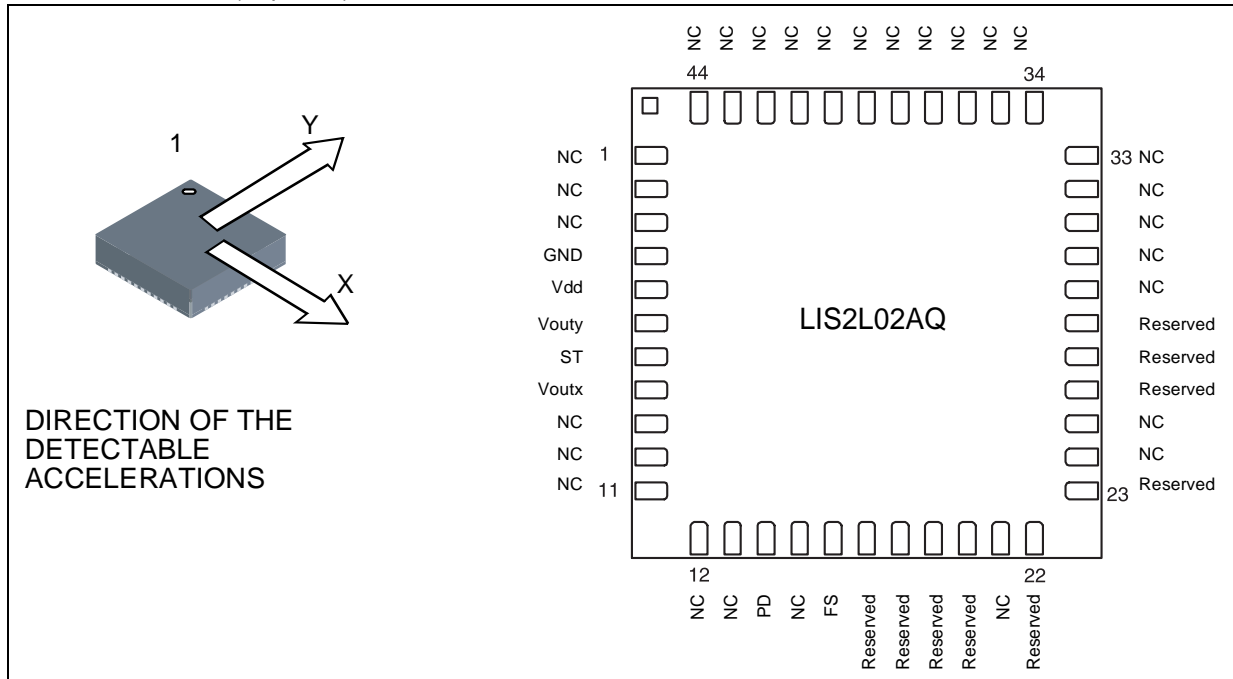 NC NC NC NC NC NC NC NC NC NC NC
44 34
1
Y
X
DIRECTION OF THE
DETECTABLE
ACCELERATIONS
NC 1
NC
NC
GND
Vdd
Vouty
ST
Voutx
NC
NC
NC 11
LIS2L02AQ
33 NC
NC
NC
NC
NC
Reserved
Reserved
Reserved
NC
NC
23 Reserved
12 22
NC NC PD NC FS Reserved Reserved Reserved Reserved NC Reserved